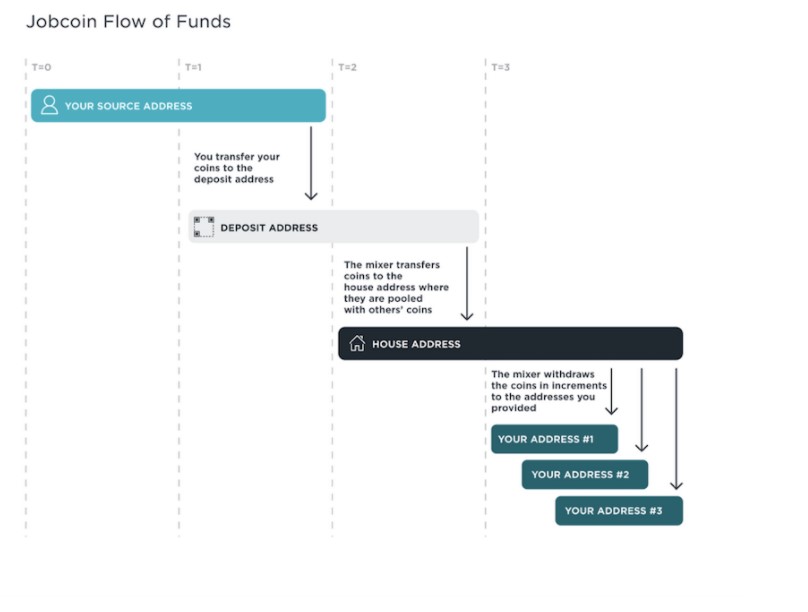 Jobcoin Flow of Funds
T=0
T=1
T=2
T=3
YOUR SOURCE ADDRESS
You transfer your
coins to the
deposit address
DEPOSIT ADDRESS
The mixer transfers
coins to the
house address where
they are pooled
with others' coins
HOUSE ADDRESS
The mixer withdraws
the coins in increments
to the addresses you
provided
YOUR ADDRESS #1
YOUR ADDRESS #2
YOUR ADDRESS #3